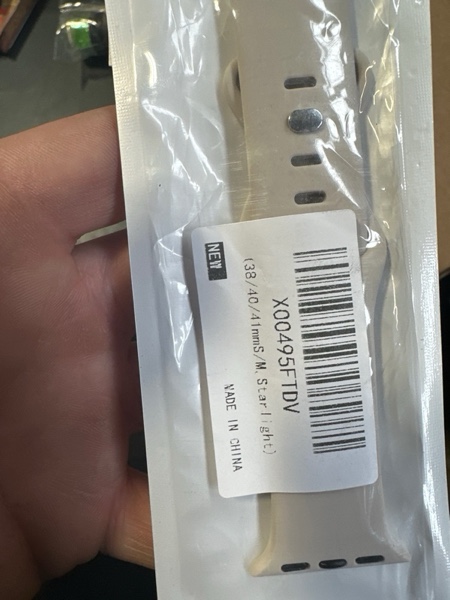 X00495FTDV
(38/40/41mmS/M,Starlight)
NEW
MADE IN CHINA